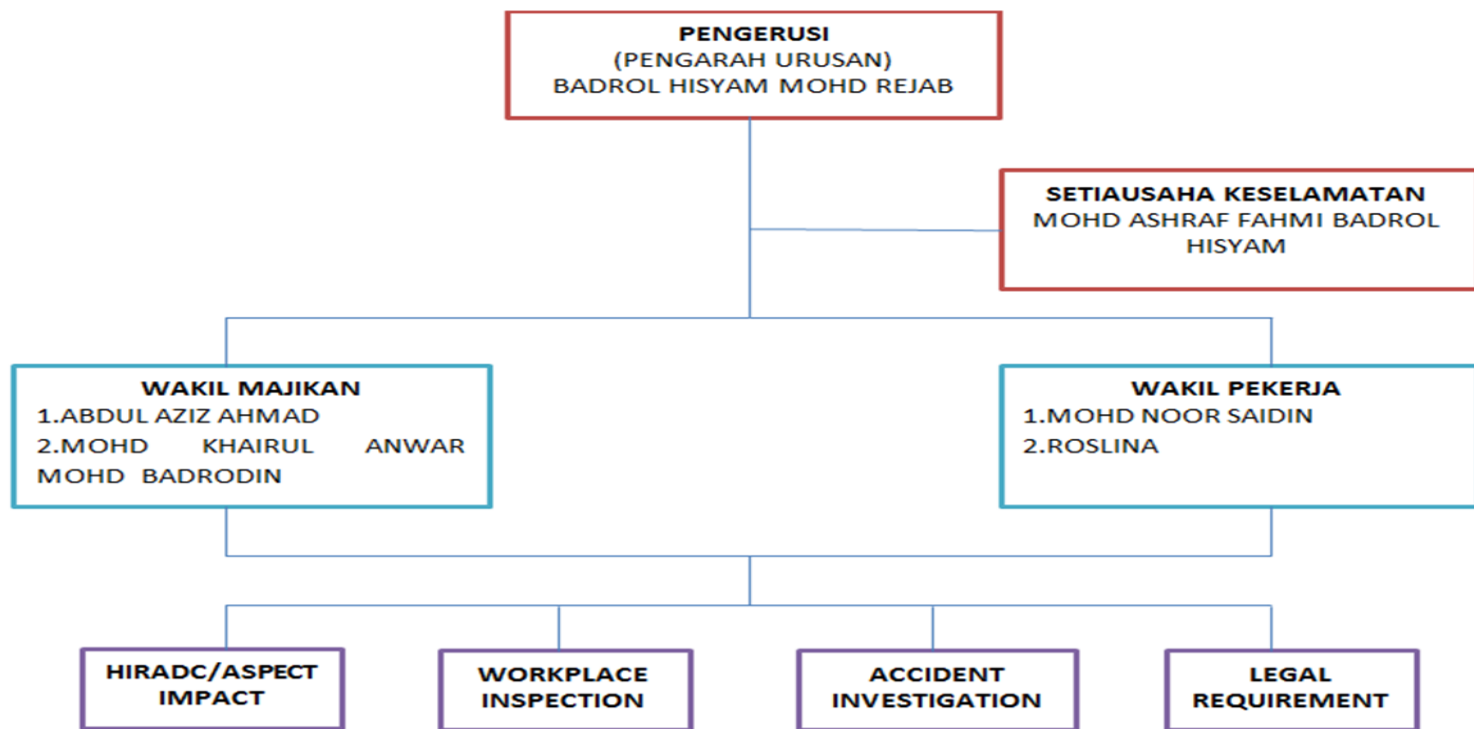 PENGERUSI
(PENGARAH URUSAN)
BADROL HISYAM MOHD REJAB
SETIAUSAHA KESELAMATAN
MOHD ASHRAF FAHMI BADROL
HISYAM
WAKIL MAJIKAN
1.ABDUL AZIZ AHMAD
2.MOHD KHAIRUL ANWAR
MOHD BADRODIN
WAKIL PEKERJA
1.MOHD NOOR SAIDIN
2.ROSLINA
HIRADC/ASPECT
IMPACT
WORKPLACE
INSPECTION
ACCIDENT
INVESTIGATION
LEGAL
REQUIREMENT